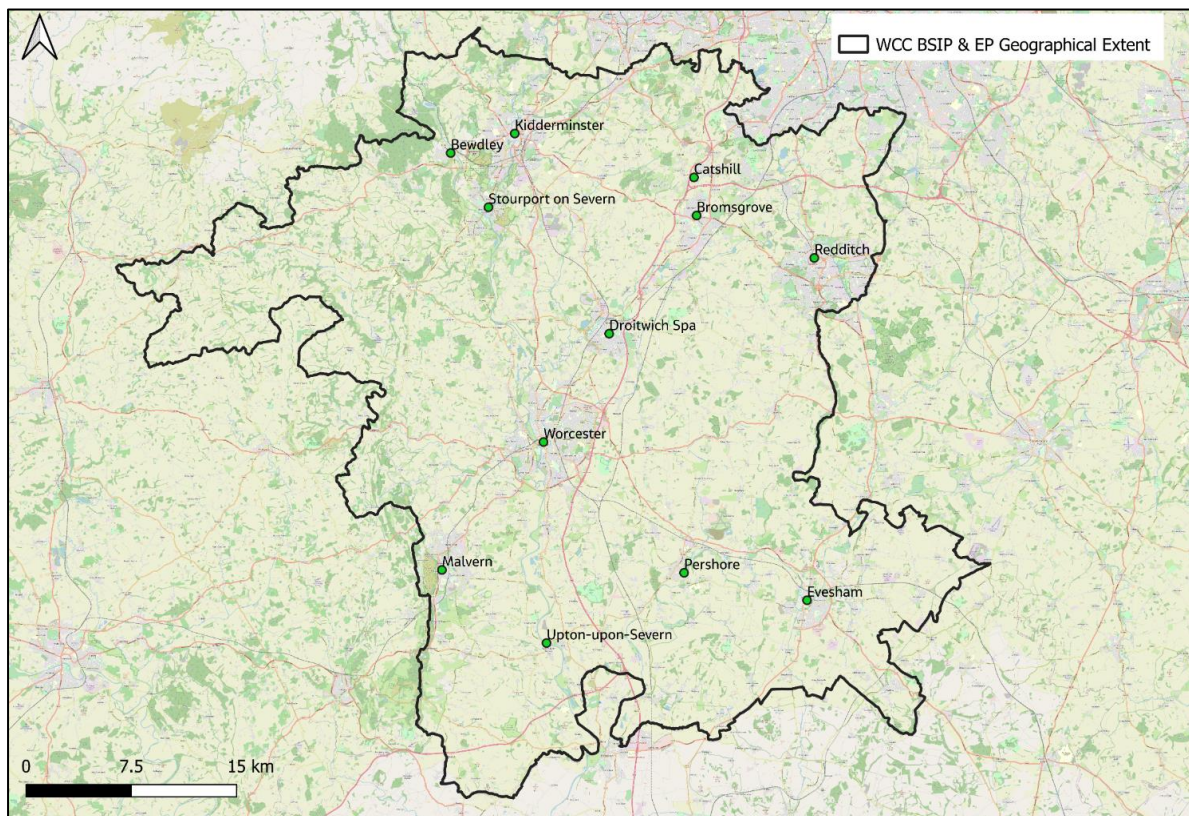 WCC BSIP & EP Geographical Extent
Kidderminster
Bewdley
Catshill
Stourport on Severn
Bromsgrove
Redditch
Droitwich Spa
Worcester
Malvern
Pershore
Evesham
Upton-upon-Severn
0 7.5 15 km